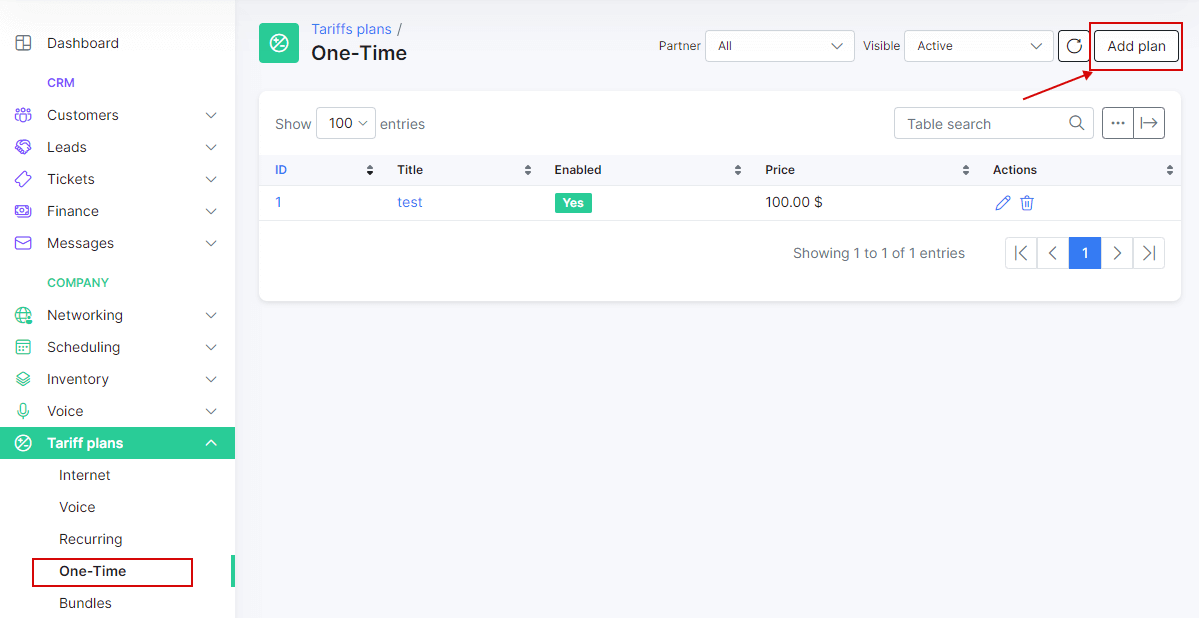 Dashboard
CRM
Customers
Leads
Tickets
Finance
Messages
COMPANY
Networking
Scheduling
Inventory
Voice
Tariff plans
Internet
Voice
Recurring
One-Time
Bundles
Tariffs plans /
One-Time
Partner All Visible Active Add plan
Show 100 entries Table search
ID Title Enabled Price Actions
1 test Yes 100.00 $
Showing 1 to 1 of 1 entries 1